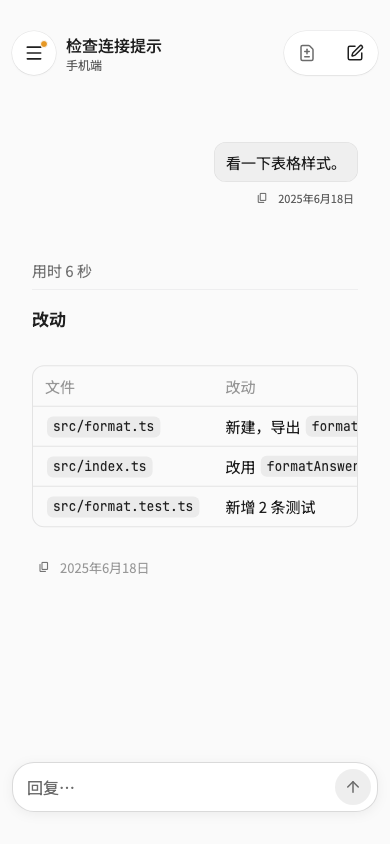 检查连接提示
手机端
看一下表格样式。
2025年6月18日
用时 6 秒
改动
文件 改动
src/format.ts 新建，导出 format
src/index.ts 改用 formatAnswer
src/format.test.ts 新增 2 条测试
2025年6月18日
回复…